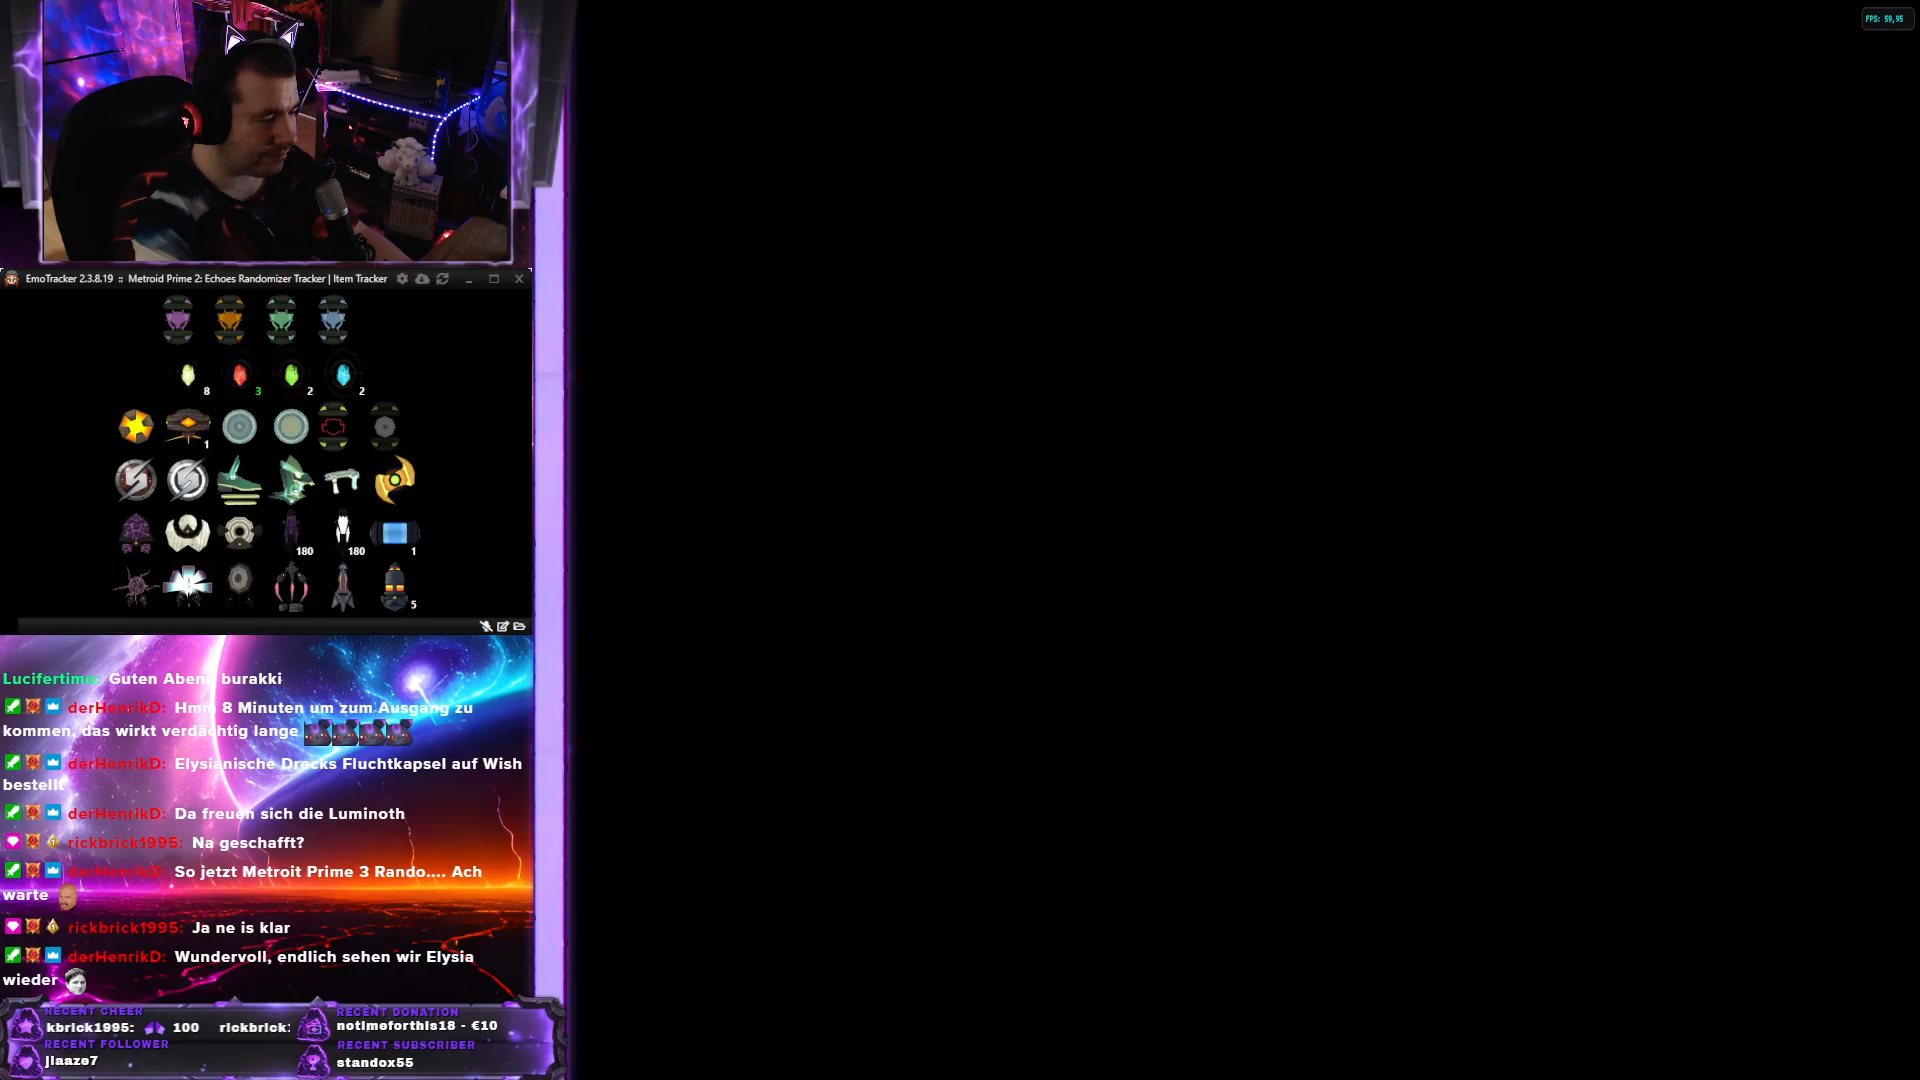 FPS: 59,95
EmoTracker 2.3.8.19 :: Metroid Prime 2: Echoes Randomizer Tracker | Item Tracker
8 3 2 2
1
180 180 1
5
Lucifertimo: Guten Abend burakki
derHenrikD: Hmm 8 Minuten um zum Ausgang zu
kommen, das wirkt verdächtig lange
derHenrikD: Elysianische Drecks Fluchtkapsel auf Wish
bestellt
derHenrikD: Da freuen sich die Luminoth
rickbrick1995: Na geschafft?
derHenrikD: So jetzt Metroit Prime 3 Rando.... Ach
warte
rickbrick1995: Ja ne is klar
derHenrikD: Wundervoll, endlich sehen wir Elysia
wieder
RECENT CHEER
kbrick1995: 100 rickbrick:
RECENT DONATION
notimeforthis18 - €10
RECENT FOLLOWER
jlaaze7
RECENT SUBSCRIBER
standox55